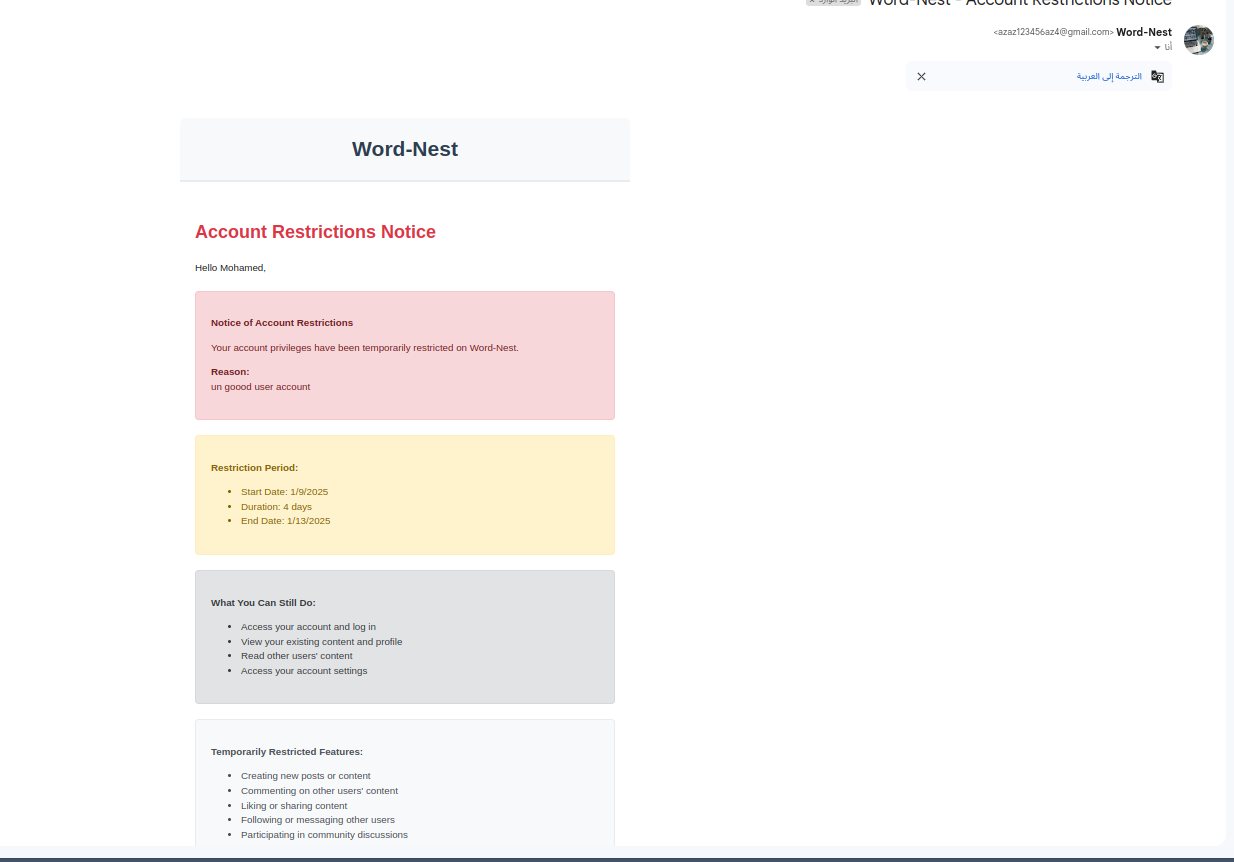 Word-Nest - Account Restrictions Notice
Word-Nest <azaz123456az4@gmail.com>
أنا
الترجمة إلى العربية
Word-Nest
Account Restrictions Notice
Hello Mohamed,
Notice of Account Restrictions
Your account privileges have been temporarily restricted on Word-Nest.
Reason:
un goood user account
Restriction Period:
• Start Date: 1/9/2025
• Duration: 4 days
• End Date: 1/13/2025
What You Can Still Do:
• Access your account and log in
• View your existing content and profile
• Read other users' content
• Access your account settings
Temporarily Restricted Features:
• Creating new posts or content
• Commenting on other users' content
• Liking or sharing content
• Following or messaging other users
• Participating in community discussions